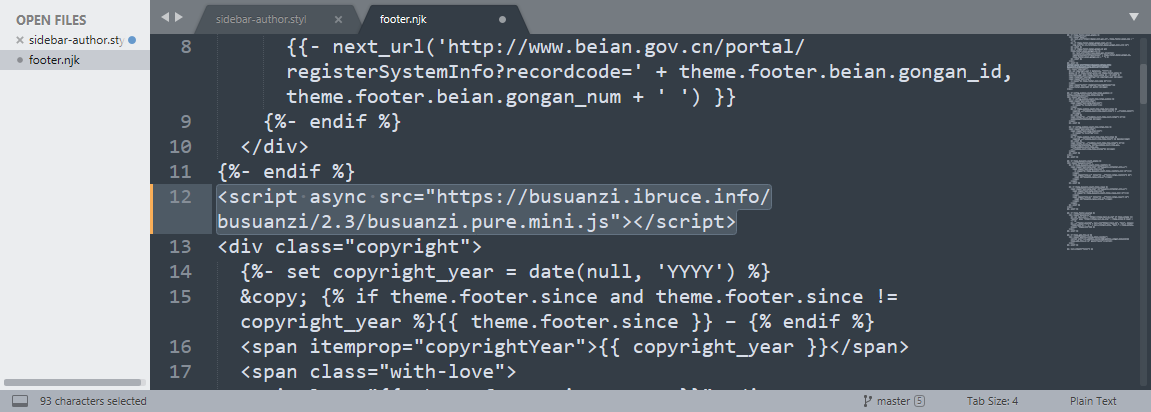 OPEN FILES
sidebar-author.sty
footer.njk
sidebar-author.styl
footer.njk
8 {{- next_url('http://www.beian.gov.cn/portal/
registerSystemInfo?recordcode=' + theme.footer.beian.gongan_id,
theme.footer.beian.gongan_num + ' ') }}
9 {%- endif %}
10 </div>
11 {%- endif %}
12 <script async src="https://busuanzi.ibruce.info/
busuanzi/2.3/busuanzi.pure.mini.js"></script>
13 <div class="copyright">
14 {%- set copyright_year = date(null, 'YYYY') %}
15 &copy; {% if theme.footer.since and theme.footer.since !=
copyright_year %}{{ theme.footer.since }} – {% endif %}
16 <span itemprop="copyrightYear">{{ copyright_year }}</span>
17 <span class="with-love">
93 characters selected
master 5
Tab Size: 4
Plain Text